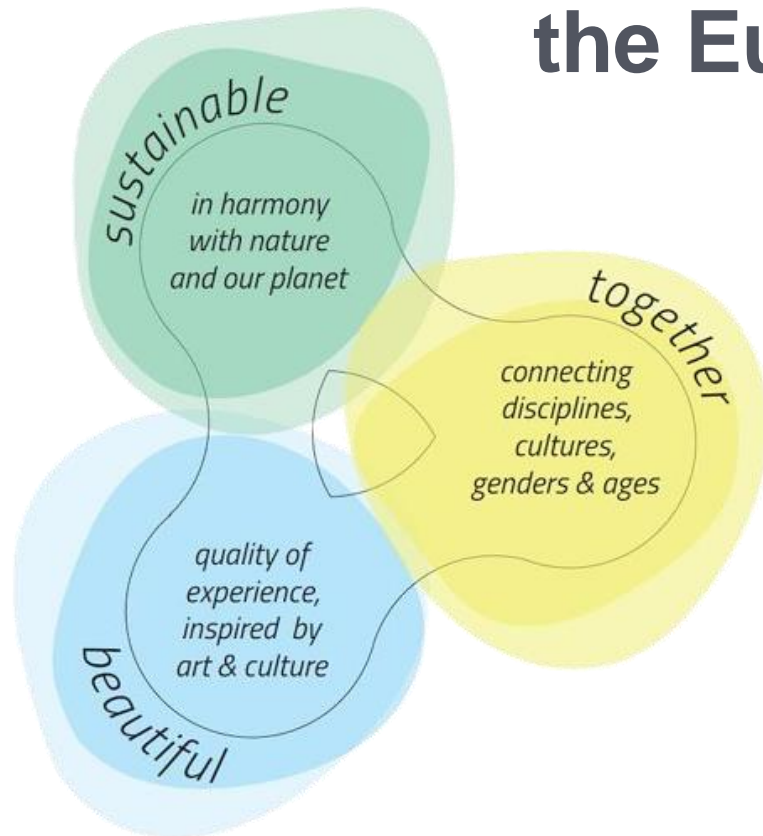 the Eu
sustainable
in harmony
with nature
and our planet
together
connecting
disciplines,
cultures,
genders & ages
quality of
experience,
inspired by
art & culture
beautiful